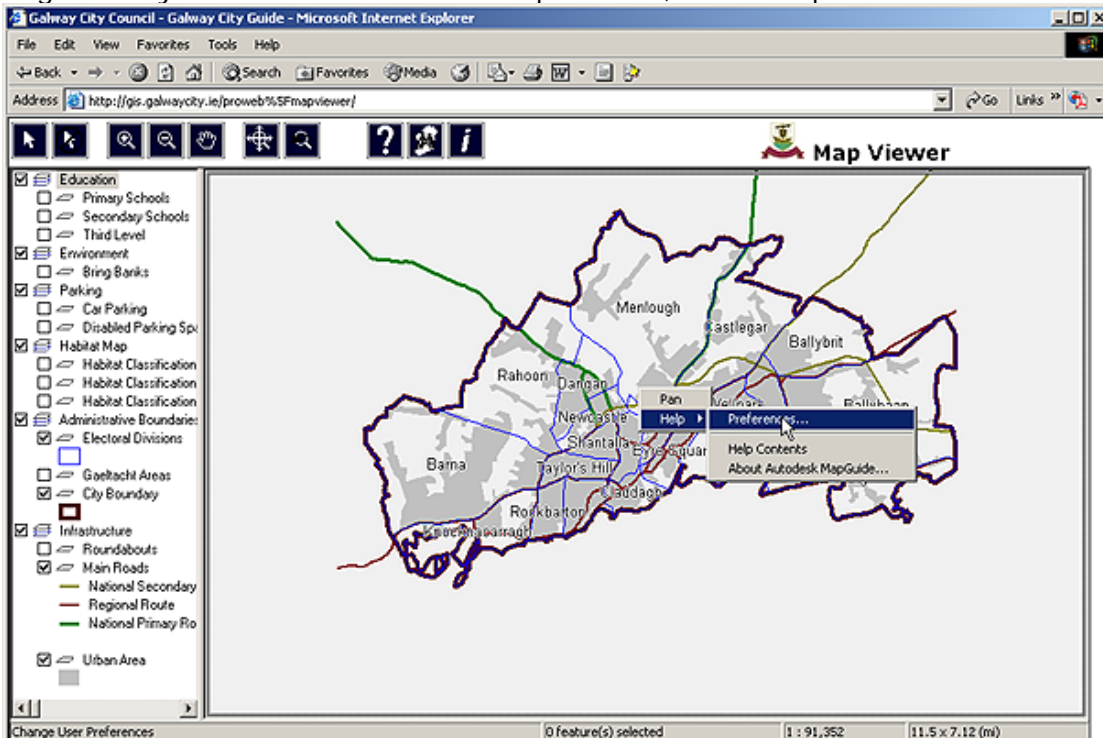 Galway City Council - Galway City Guide - Microsoft Internet Explorer
File Edit View Favorites Tools Help
Back Search Favorites Media
Address http://gis.galwaycity.ie/proweb%5Fmapviewer/ Go Links
Map Viewer
Education
Primary Schools
Secondary Schools
Third Level
Environment
Bring Banks
Parking
Car Parking
Disabled Parking Spa
Habitat Map
Habitat Classification
Habitat Classification
Habitat Classification
Administrative Boundaries
Electoral Divisions
Gaeltacht Areas
City Boundary
Infrastructure
Roundabouts
Main Roads
National Secondary
Regional Route
National Primary Ro
Urban Area
Menlough
Castlegar
Ballybrit
Rahoon
Dangan
Newcastle
Shantalla
Barna
Taylor's Hill
Claddagh
Rockbarton
Knocknacarragh
Pan
Help
Preferences...
Help Contents
About Autodesk MapGuide...
Change User Preferences 0 feature(s) selected 1 : 91,352 11.5 x 7.12 (mi)